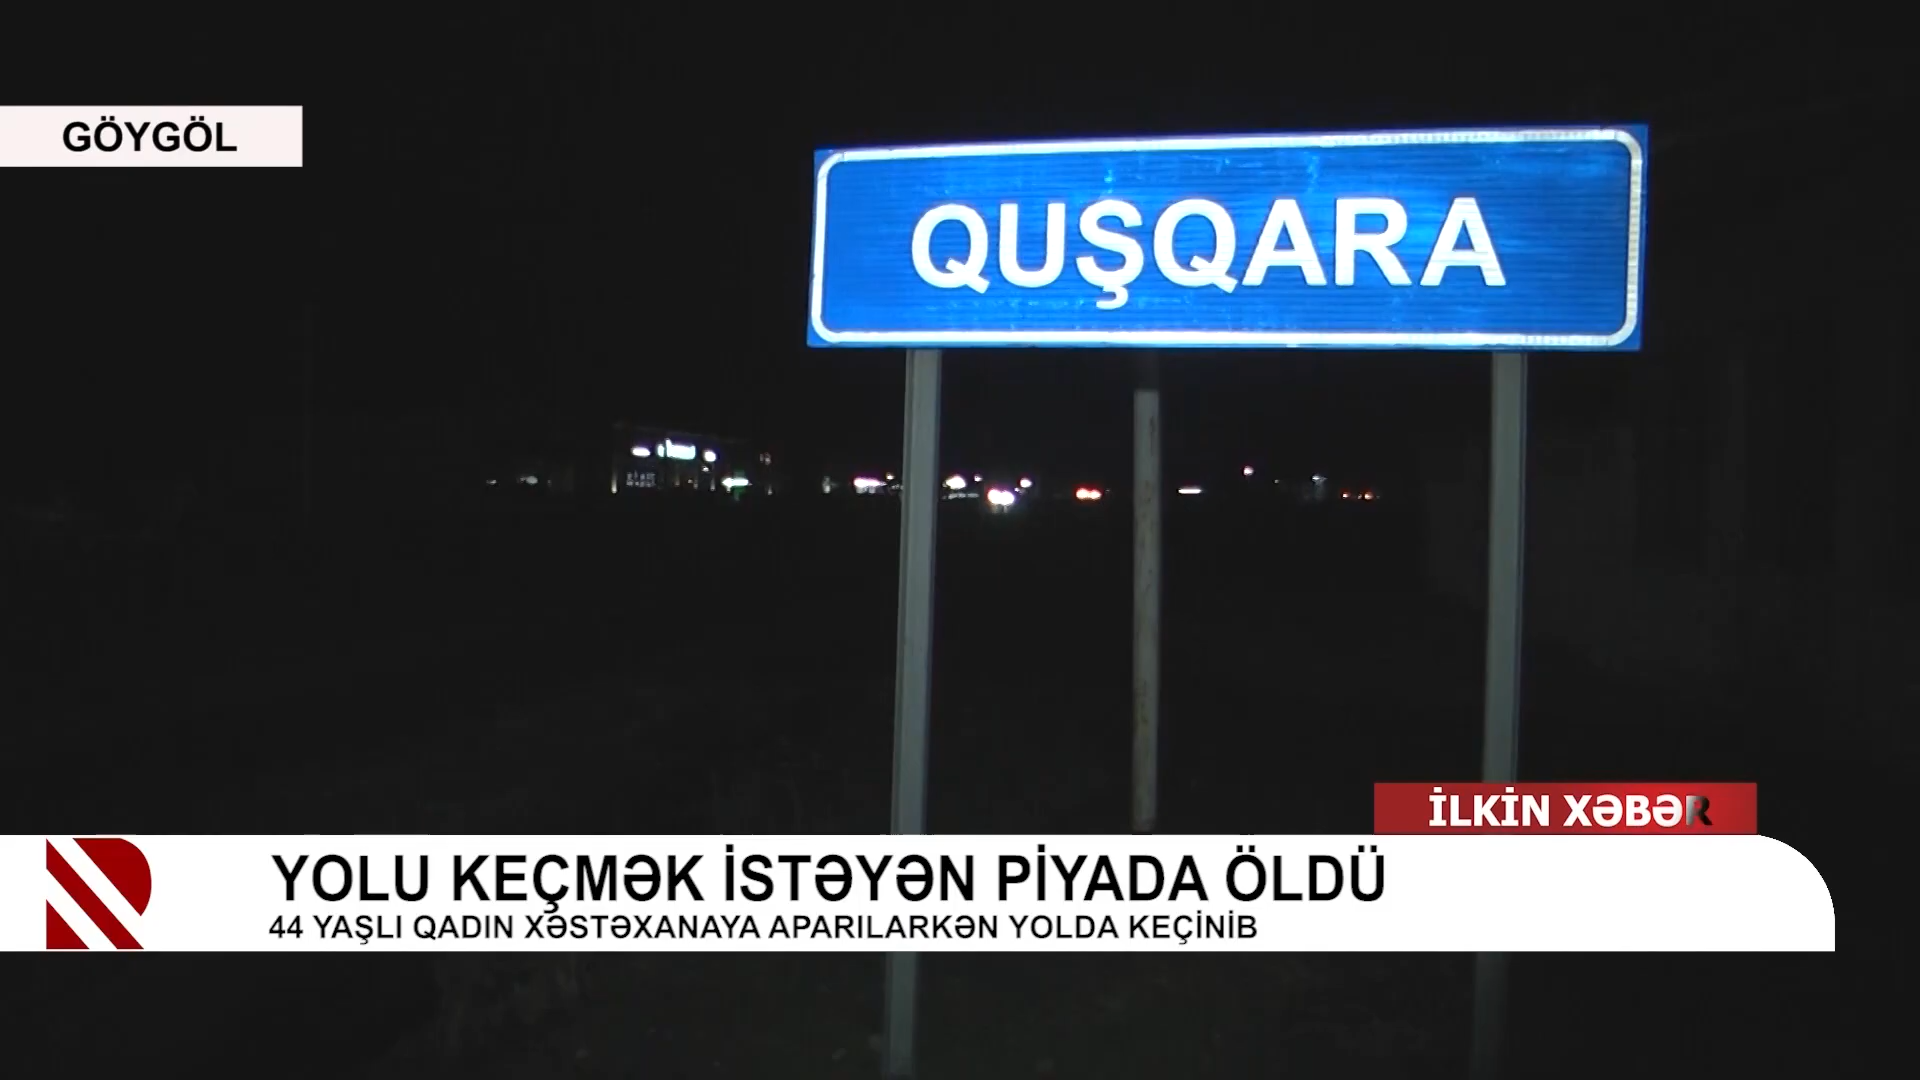 GÖYGÖL
QUŞQARA
İLKİN XƏBƏR
YOLU KEÇMƏK İSTƏYƏN PİYADA ÖLDÜ
44 YAŞLI QADIN XƏSTƏXANAYA APARILARKƏN YOLDA KEÇİNİB